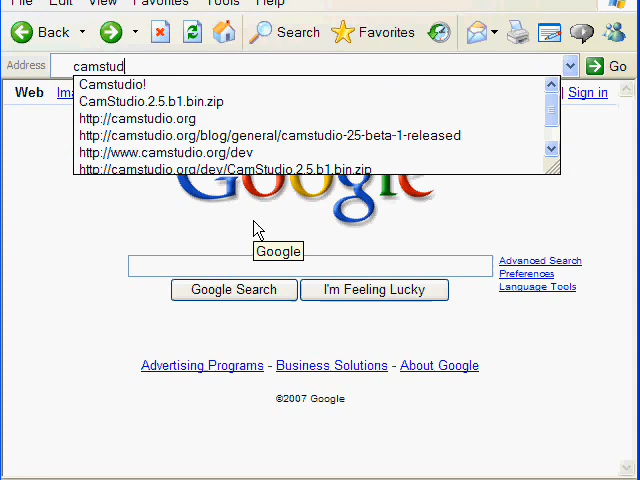 File Edit View Favorites Tools Help
Back Search Favorites
Address camstud Go
Camstudio!
CamStudio.2.5.b1.bin.zip
http://camstudio.org
http://camstudio.org/blog/general/camstudio-25-beta-1-released
http://www.camstudio.org/dev
http://camstudio.org/dev/CamStudio.2.5.b1.bin.zip
Web Sign in
Google
Google
Advanced Search
Preferences
Language Tools
Google Search I'm Feeling Lucky
Advertising Programs - Business Solutions - About Google
©2007 Google